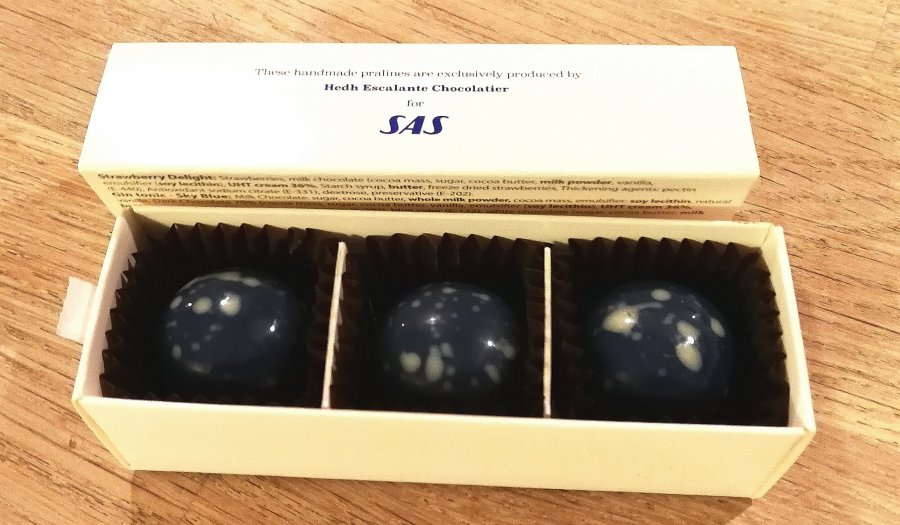 These handmade pralines are exclusively produced by
Hedh Escalante Chocolatier
for
SAS
Strawberry Delight: Strawberries, milk chocolate (cocoa mass, sugar, cocoa butter, milk powder, vanilla,
emulsifier (soy lecithin), UHT cream 36%, Starch syrup, butter, freeze dried strawberries, Thickening agents: pectin
(E-440), Antioxidant sodium citrate (E-331), dextrose, preservative (E-202).
Gin Tonic - Sky Blue: Milk Chocolate: sugar, cocoa butter, whole milk powder, cocoa mass, emulsifier: soy lecithin, natural